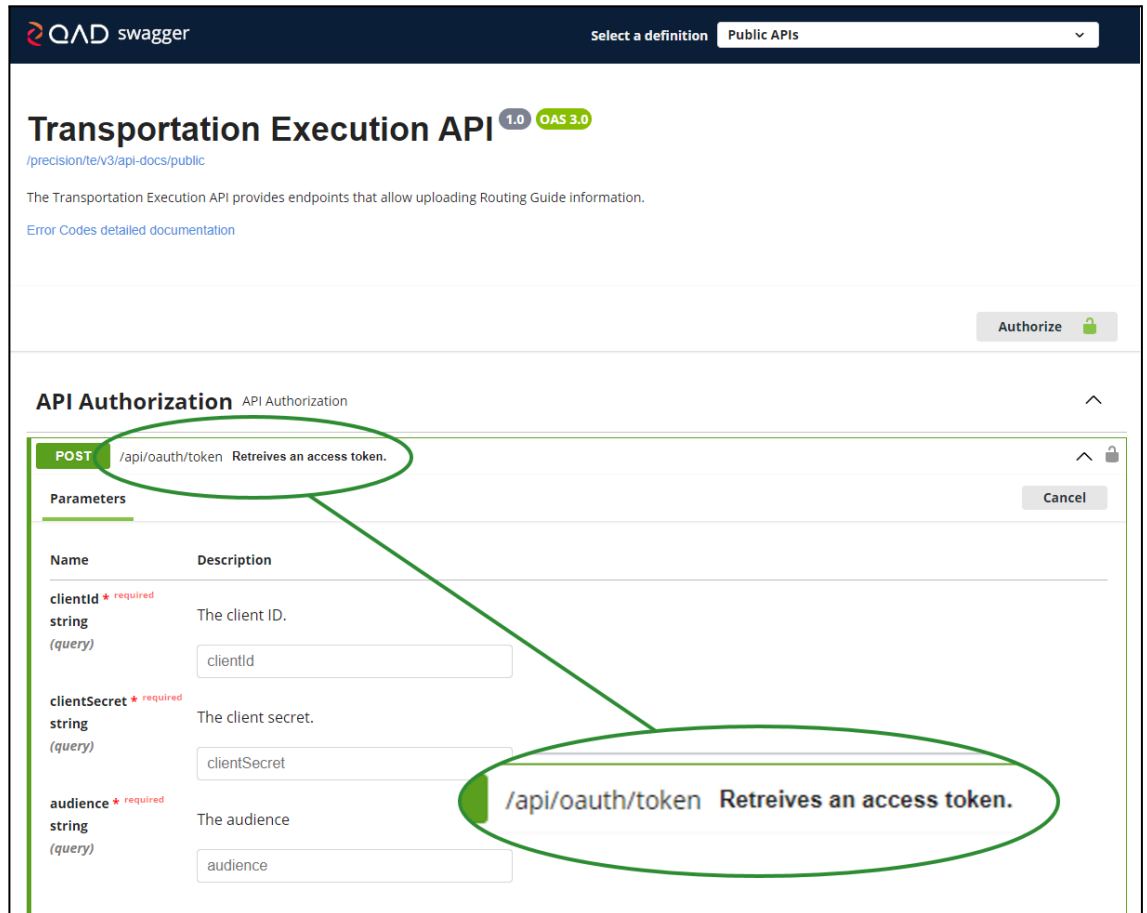 QAD swagger
Select a definition Public APIs
Transportation Execution API 1.0 OAS 3.0
/precision/te/v3/api-docs/public
The Transportation Execution API provides endpoints that allow uploading Routing Guide information.
Error Codes detailed documentation
Authorize
API Authorization API Authorization
POST /api/oauth/token Retreives an access token.
Parameters
Cancel
Name Description
clientId * required
string
(query)
The client ID.
clientId
clientSecret * required
string
(query)
The client secret.
clientSecret
audience * required
string
(query)
The audience
audience
/api/oauth/token Retreives an access token.